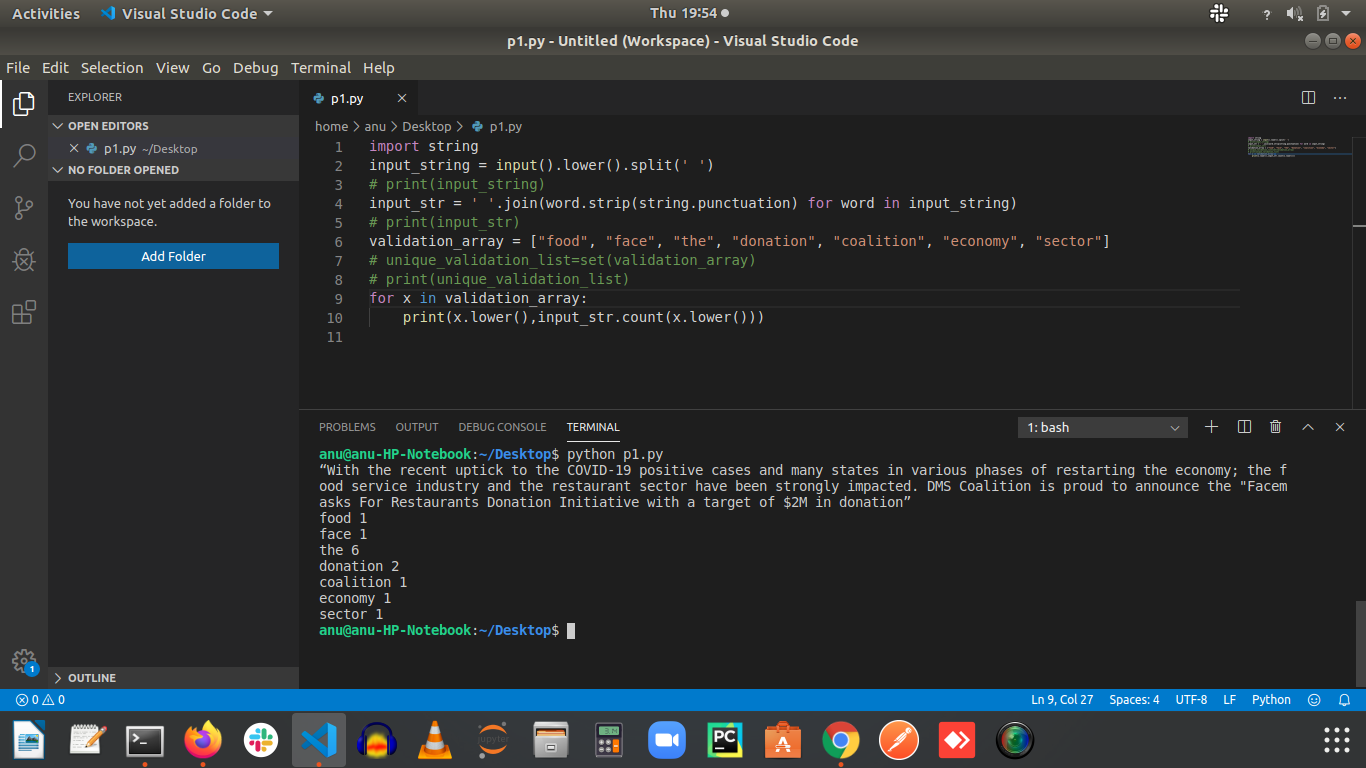 Activities
Visual Studio Code
Thu 19:54
?
p1.py - Untitled (Workspace) - Visual Studio Code
File Edit Selection View Go Debug Terminal Help
EXPLORER
OPEN EDITORS
p1.py ~/Desktop
NO FOLDER OPENED
You have not yet added a folder to
the workspace.
Add Folder
OUTLINE
1
p1.py
home > anu > Desktop > p1.py
1 import string
2 input_string = input().lower().split(' ')
3 # print(input_string)
4 input_str = ' '.join(word.strip(string.punctuation) for word in input_string)
5 # print(input_str)
6 validation_array = ["food", "face", "the", "donation", "coalition", "economy", "sector"]
7 # unique_validation_list=set(validation_array)
8 # print(unique_validation_list)
9 for x in validation_array:
10     print(x.lower(),input_str.count(x.lower()))
11
PROBLEMS OUTPUT DEBUG CONSOLE TERMINAL
1: bash
anu@anu-HP-Notebook:~/Desktop$ python p1.py
“With the recent uptick to the COVID-19 positive cases and many states in various phases of restarting the economy; the f
ood service industry and the restaurant sector have been strongly impacted. DMS Coalition is proud to announce the "Facem
asks For Restaurants Donation Initiative with a target of $2M in donation”
food 1
face 1
the 6
donation 2
coalition 1
economy 1
sector 1
anu@anu-HP-Notebook:~/Desktop$
0 0
Ln 9, Col 27 Spaces: 4 UTF-8 LF Python
jupyter
PC